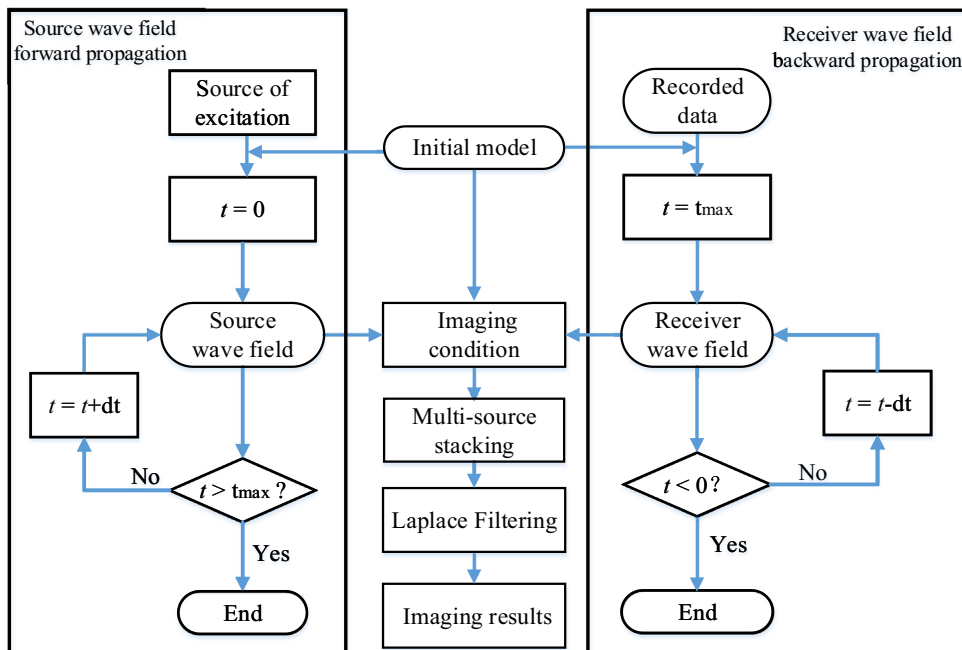 Source wave field
forward propagation
Source of
excitation
t = 0
Source
wave field
t = t+dt
No
t > tmax ?
Yes
End
Initial model
Imaging
condition
Multi-source
stacking
Laplace Filtering
Imaging results
Receiver wave field
backward propagation
Recorded
data
t = tmax
Receiver
wave field
t = t-dt
No
t < 0?
Yes
End